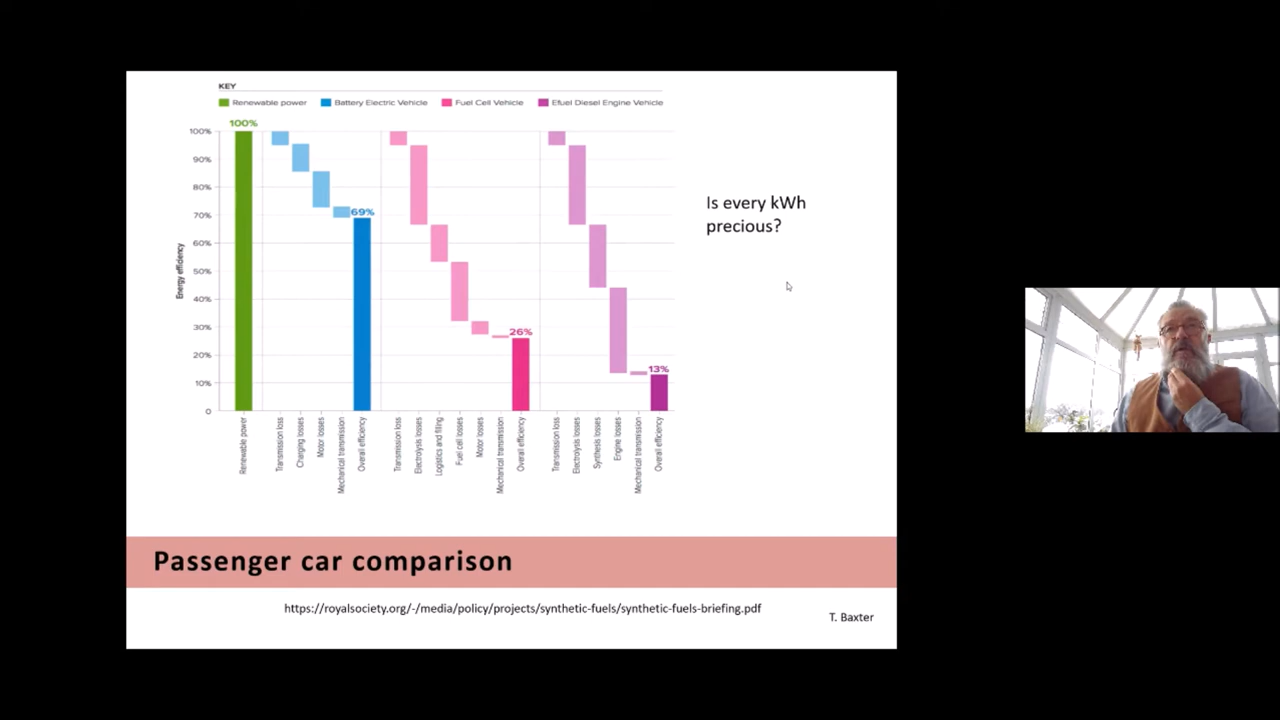 KEY
Renewable power
Battery Electric Vehicle
Fuel Cell Vehicle
Efuel Diesel Engine Vehicle
100%
100%
90%
80%
70%
60%
50%
40%
30%
20%
10%
0
Energy efficiency
69%
26%
13%
Renewable power
Transmission loss
Charging losses
Motor losses
Mechanical transmission
Overall efficiency
Transmission loss
Electrolysis losses
Logistics and filling
Fuel cell losses
Motor losses
Mechanical transmission
Overall efficiency
Transmission loss
Electrolysis losses
Synthesis losses
Engine losses
Mechanical transmission
Overall efficiency
Is every kWh
precious?
Passenger car comparison
https://royalsociety.org/-/media/policy/projects/synthetic-fuels/synthetic-fuels-briefing.pdf
T. Baxter